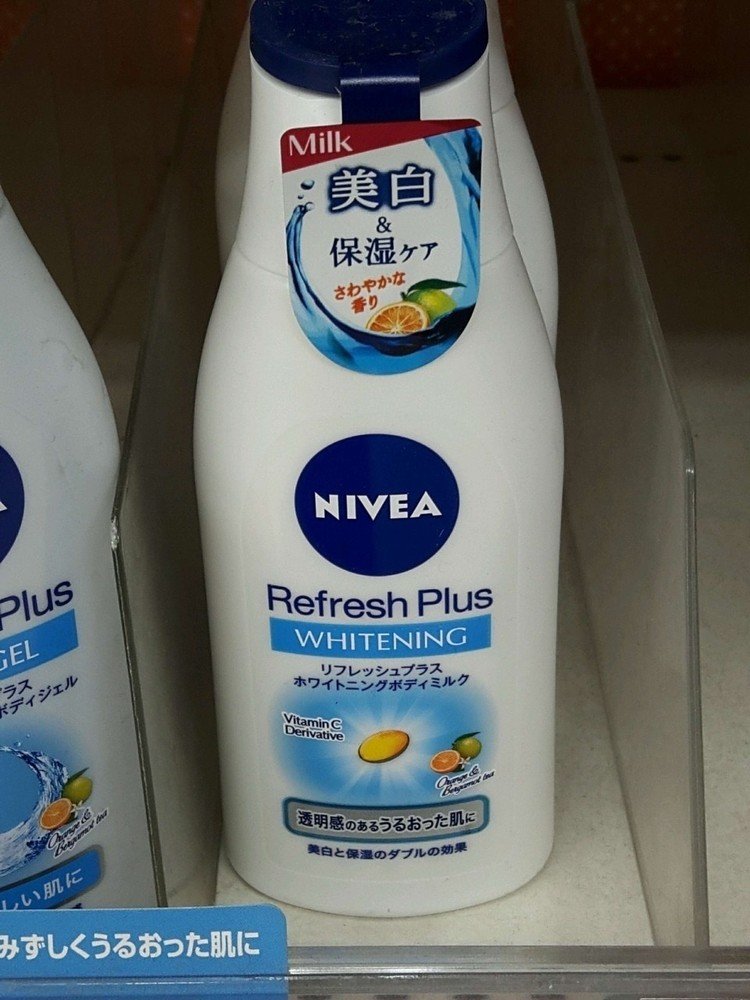 Milk
美白
&
保湿ケア
さわやかな
香り
NIVEA
Refresh Plus
WHITENING
リフレッシュプラス
ホワイトニングボディミルク
Vitamin C
Derivative
Orange &
Bergamot tea
透明感のあるうるおった肌に
美白と保湿のダブルの効果
Plus
GEL
ラス
ボディジェル
Orange &
Bergamot tea
しい肌に
みずしくうるおった肌に